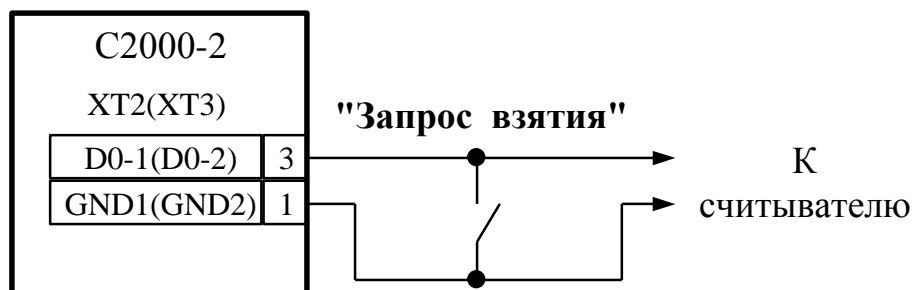 С2000-2
XT2(XT3)
"Запрос взятия"
D0-1(D0-2) 3
GND1(GND2) 1
К
считывателю